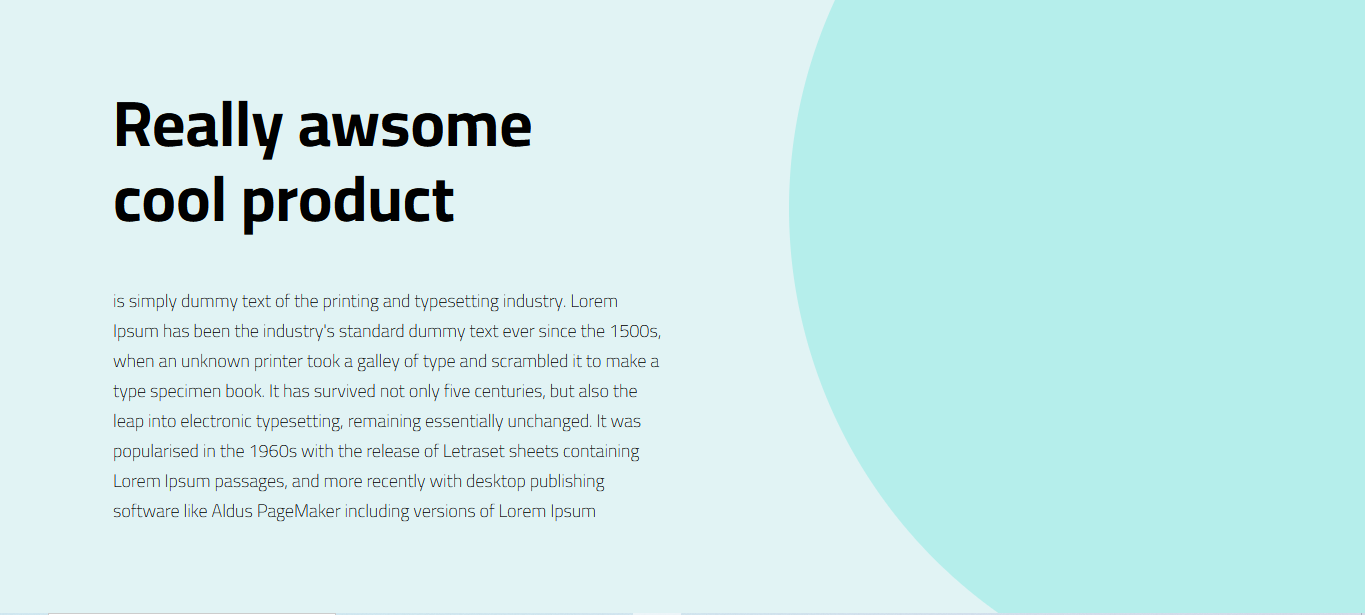 Really awsome
cool product
is simply dummy text of the printing and typesetting industry. Lorem
Ipsum has been the industry's standard dummy text ever since the 1500s,
when an unknown printer took a galley of type and scrambled it to make a
type specimen book. It has survived not only five centuries, but also the
leap into electronic typesetting, remaining essentially unchanged. It was
popularised in the 1960s with the release of Letraset sheets containing
Lorem Ipsum passages, and more recently with desktop publishing
software like Aldus PageMaker including versions of Lorem Ipsum